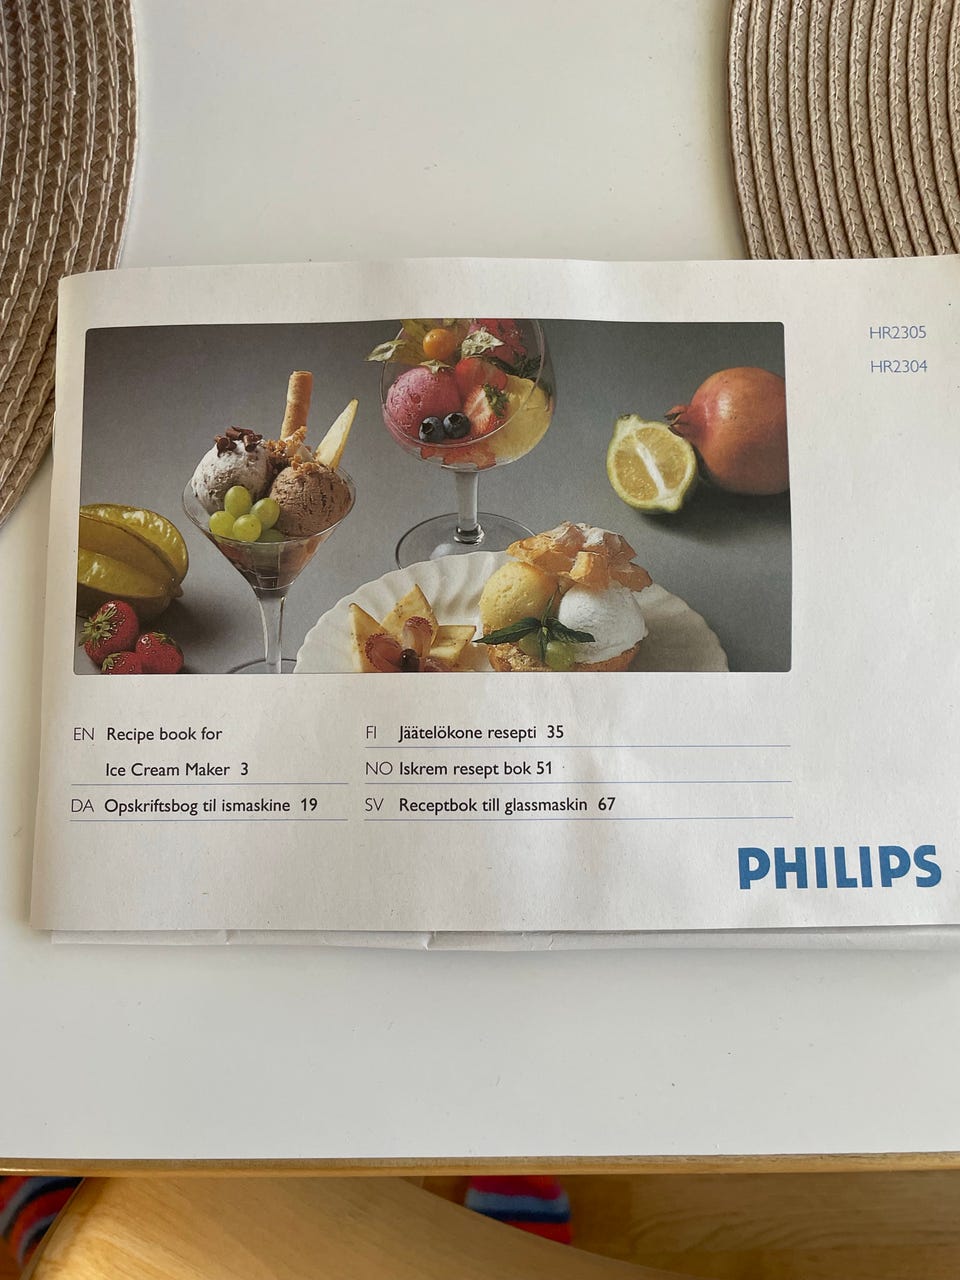 HR2305
HR2304
EN Recipe book for
Ice Cream Maker 3
DA Opskriftsbog til ismaskine 19
FI Jäätelökone resepti 35
NO Iskrem resept bok 51
SV Receptbok till glassmaskin 67
PHILIPS